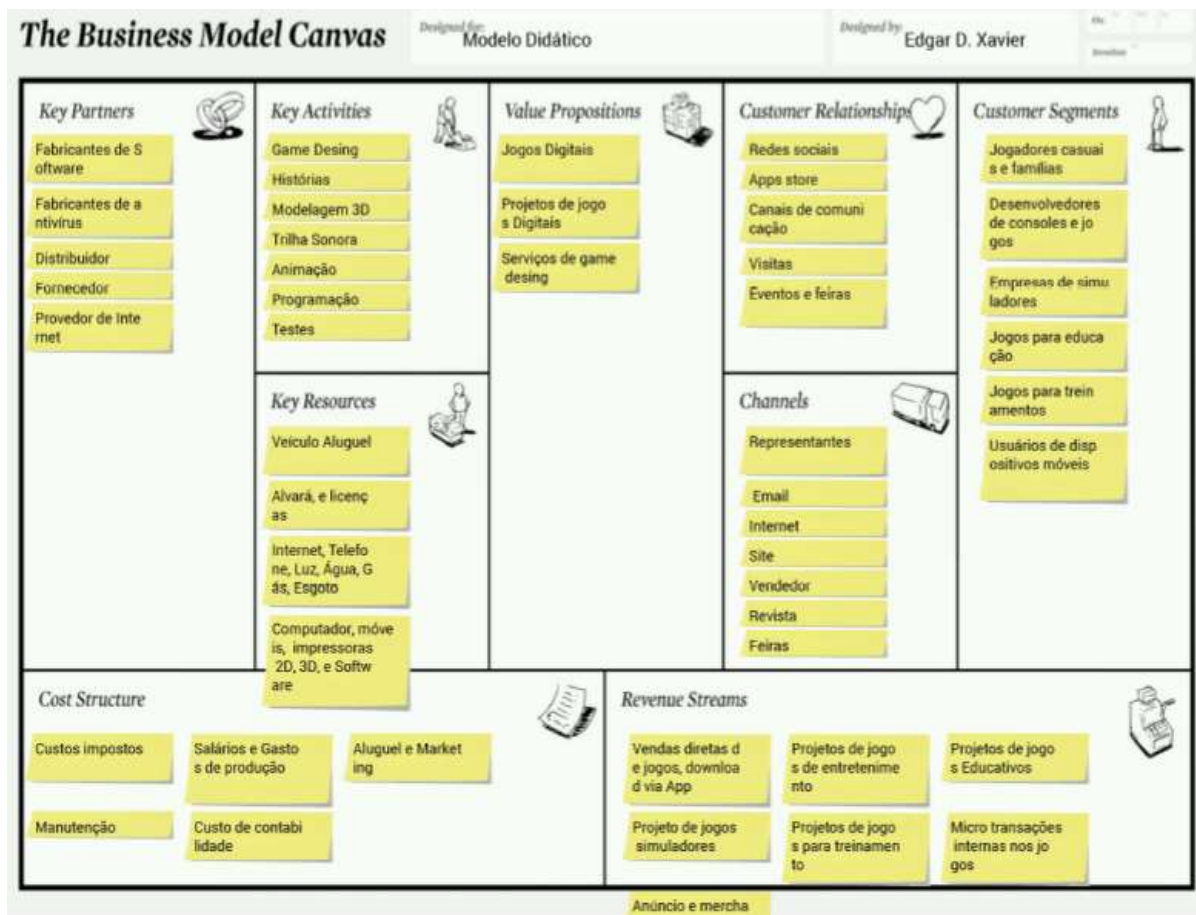 The Business Model Canvas
Designed for:
Modelo Didático
Designed by:
Edgar D. Xavier
Key Partners
Fabricantes de S
oftware
Fabricantes de a
ntivírus
Distribuidor
Fornecedor
Provedor de Inte
rnet
Key Activities
Game Desing
Histórias
Modelagem 3D
Trilha Sonora
Animação
Programação
Testes
Key Resources
Veículo Aluguel
Alvará, e licenç
as
Internet, Telefo
ne, Luz, Água, G
ás, Esgoto
Computador, móve
is, impressoras
2D, 3D, e Softw
are
Value Propositions
Jogos Digitais
Projetos de jogo
s Digitais
Serviços de game
desing
Customer Relationships
Redes sociais
Apps store
Canais de comuni
cação
Visitas
Eventos e feiras
Channels
Representantes
Email
Internet
Site
Vendedor
Revista
Feiras
Customer Segments
Jogadores casuai
s e famílias
Desenvolvedores
de consoles e jo
gos
Empresas de simu
ladores
Jogos para educa
ção
Jogos para trein
amentos
Usuários de disp
ositivos móveis
Cost Structure
Custos impostos
Salários e Gasto
s de produção
Aluguel e Market
ing
Manutenção
Custo de contabi
lidade
Revenue Streams
Vendas diretas d
e jogos, downloa
d via App
Projetos de jogo
s de entretenime
nto
Projetos de jogo
s Educativos
Projeto de jogos
simuladores
Projetos de jogo
s para treinamen
to
Micro transações
internas nos jo
gos
Anúncio e mercha